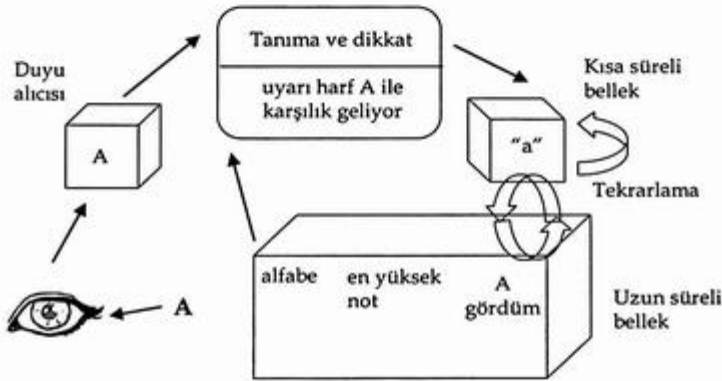 Tanıma ve dikkat
uyarı harf A ile
karşılık geliyor
Duyu
alıcısı
A
Kısa süreli
bellek
"a"
Tekrarlama
A
alfabe
en yüksek
not
A
gördüm
Uzun süreli
bellek